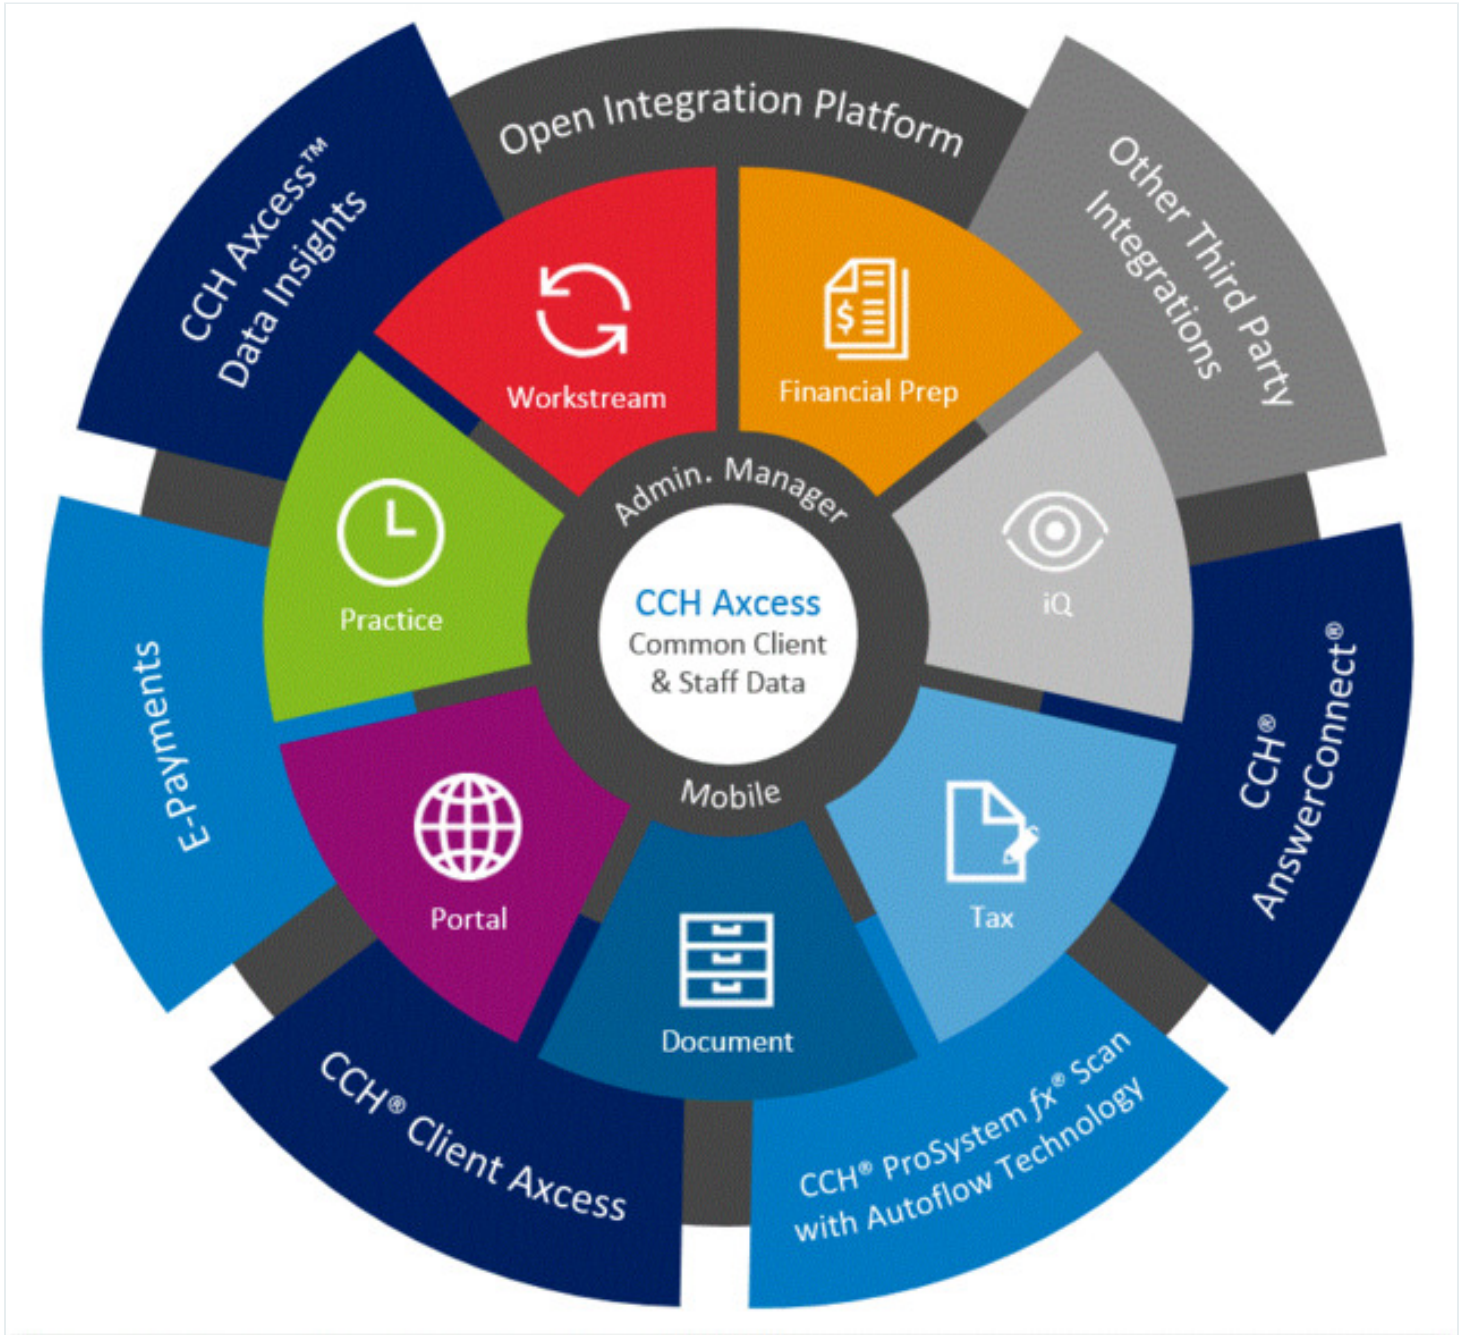 Open Integration Platform
CCH Axcess™
Data Insights
Other Third Party
Integrations
Workstream
Financial Prep
Admin. Manager
Practice
iQ
CCH Axcess
Common Client
& Staff Data
E-Payments
CCH®
AnswerConnect®
Mobile
Portal
Tax
Document
CCH® Client Axcess
CCH® ProSystem fx® Scan
with Autoflow Technology